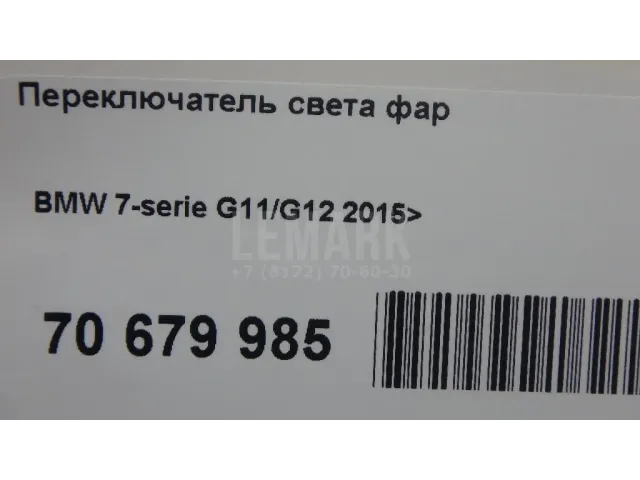 Переключатель света фар
BMW 7-serie G11/G12 2015>
LEMARK
+7 (8172) 70-60-30
70 679 985